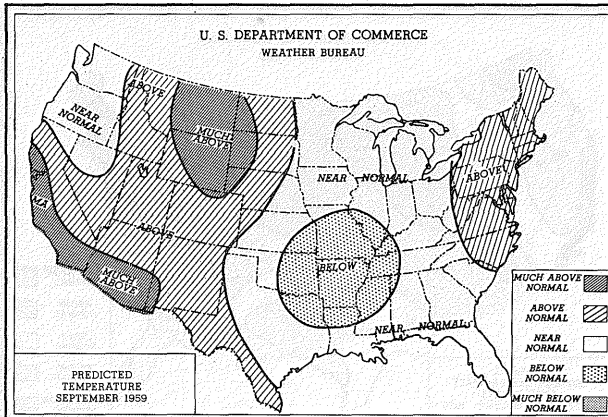 U. S. DEPARTMENT OF COMMERCE
WEATHER BUREAU
ABOVE
NEAR
NORMAL
MUCH
ABOVE
NEAR NORMAL
ABOVE
MA
ABOVE
MUCH
ABOVE
BELOW
NEAR NORMAL
MUCH ABOVE
NORMAL
ABOVE
NORMAL
NEAR
NORMAL
BELOW
NORMAL
MUCH BELOW
NORMAL
PREDICTED
TEMPERATURE
SEPTEMBER 1959